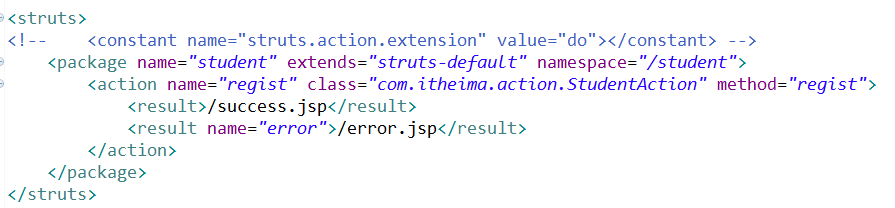 <struts>
<!-- <constant name="struts.action.extension" value="do"></constant> -->
<package name="student" extends="struts-default" namespace="/student">
<action name="regist" class="com.itheima.action.StudentAction" method="regist">
<result>/success.jsp</result>
<result name="error">/error.jsp</result>
</action>
</package>
</struts>